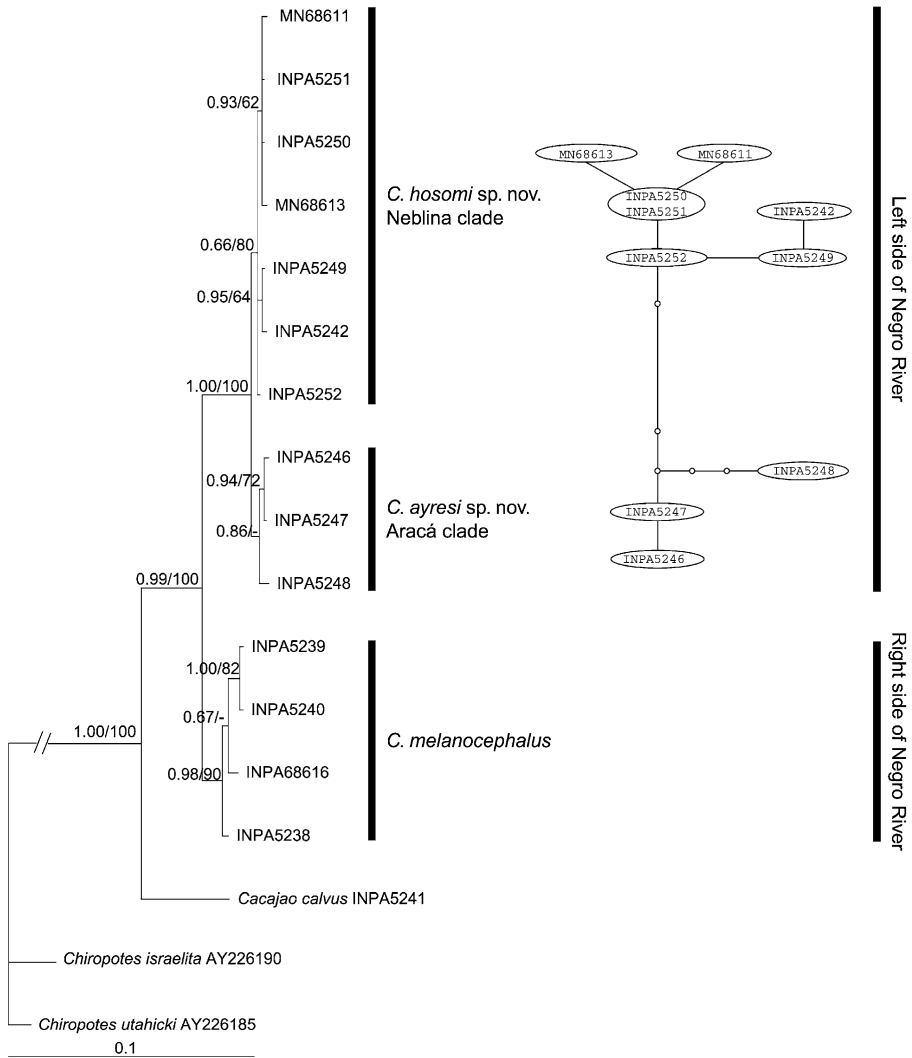 MN68611
INPA5251
0.93/62
INPA5250
MN68613
C. hosomi sp. nov.
Neblina clade
0.66/80
INPA5249
0.95/64
INPA5242
1.00/100
INPA5252
INPA5246
0.94/72
INPA5247
C. ayresi sp. nov.
Aracá clade
0.86/-
INPA5248
0.99/100
INPA5239
1.00/82
INPA5240
0.67/-
C. melanocephalus
1.00/100
INPA68616
0.98/90
INPA5238
Cacajao calvus INPA5241
Chiropotes israelita AY226190
Chiropotes utahicki AY226185
0.1
MN68613
MN68611
INPA5250
INPA5251
INPA5242
INPA5252
INPA5249
INPA5248
INPA5247
INPA5246
Left side of Negro River
Right side of Negro River